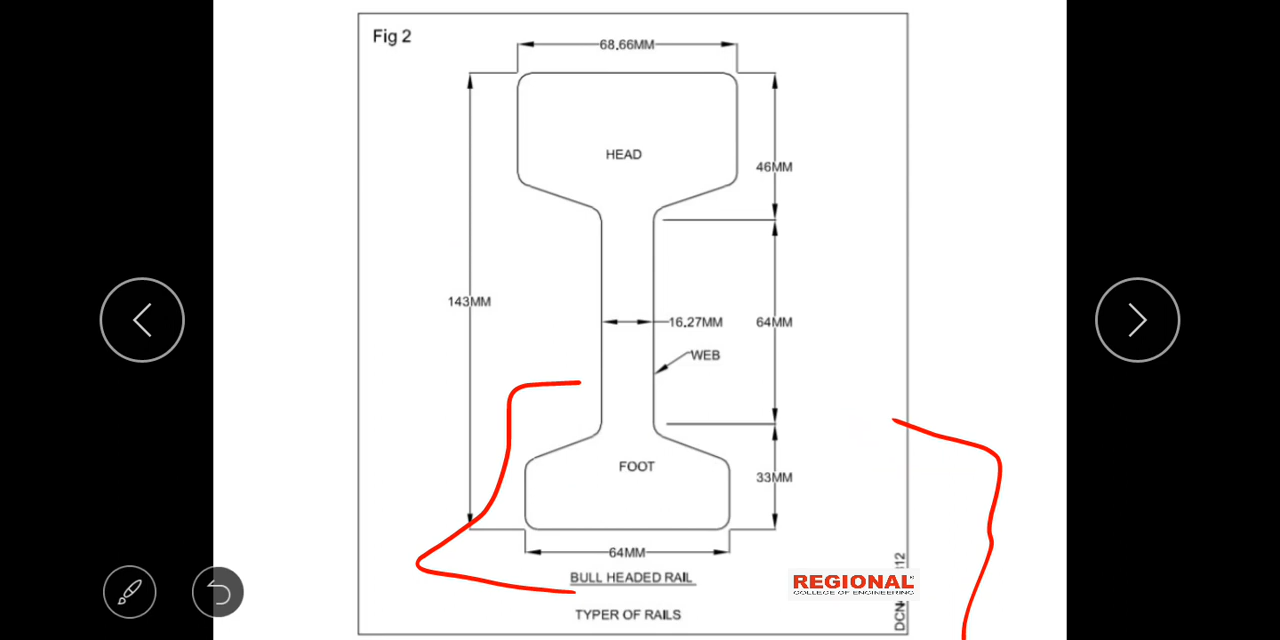 Fig 2
68.66MM
HEAD
46MM
143MM
16.27MM
64MM
WEB
FOOT
33MM
64MM
BULL HEADED RAIL
TYPER OF RAILS
REGIONAL
COLLEGE OF ENGINEERING